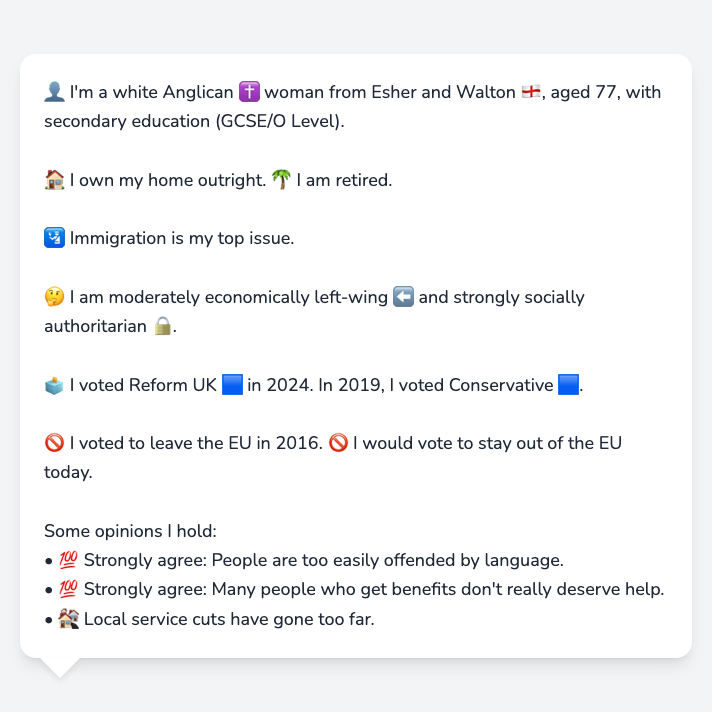 👤 I'm a white Anglican ✝️ woman from Esher and Walton 🏴󠁧󠁢󠁥󠁮󠁧󠁿, aged 77, with
secondary education (GCSE/O Level).
🏠 I own my home outright. 🌴 I am retired.
🛂 Immigration is my top issue.
🤔 I am moderately economically left-wing ⬅️ and strongly socially
authoritarian 🔒.
🗳️ I voted Reform UK 🟦 in 2024. In 2019, I voted Conservative 🟦.
🚫 I voted to leave the EU in 2016. 🚫 I would vote to stay out of the EU
today.
Some opinions I hold:
• 💯 Strongly agree: People are too easily offended by language.
• 💯 Strongly agree: Many people who get benefits don't really deserve help.
• 🏚️ Local service cuts have gone too far.